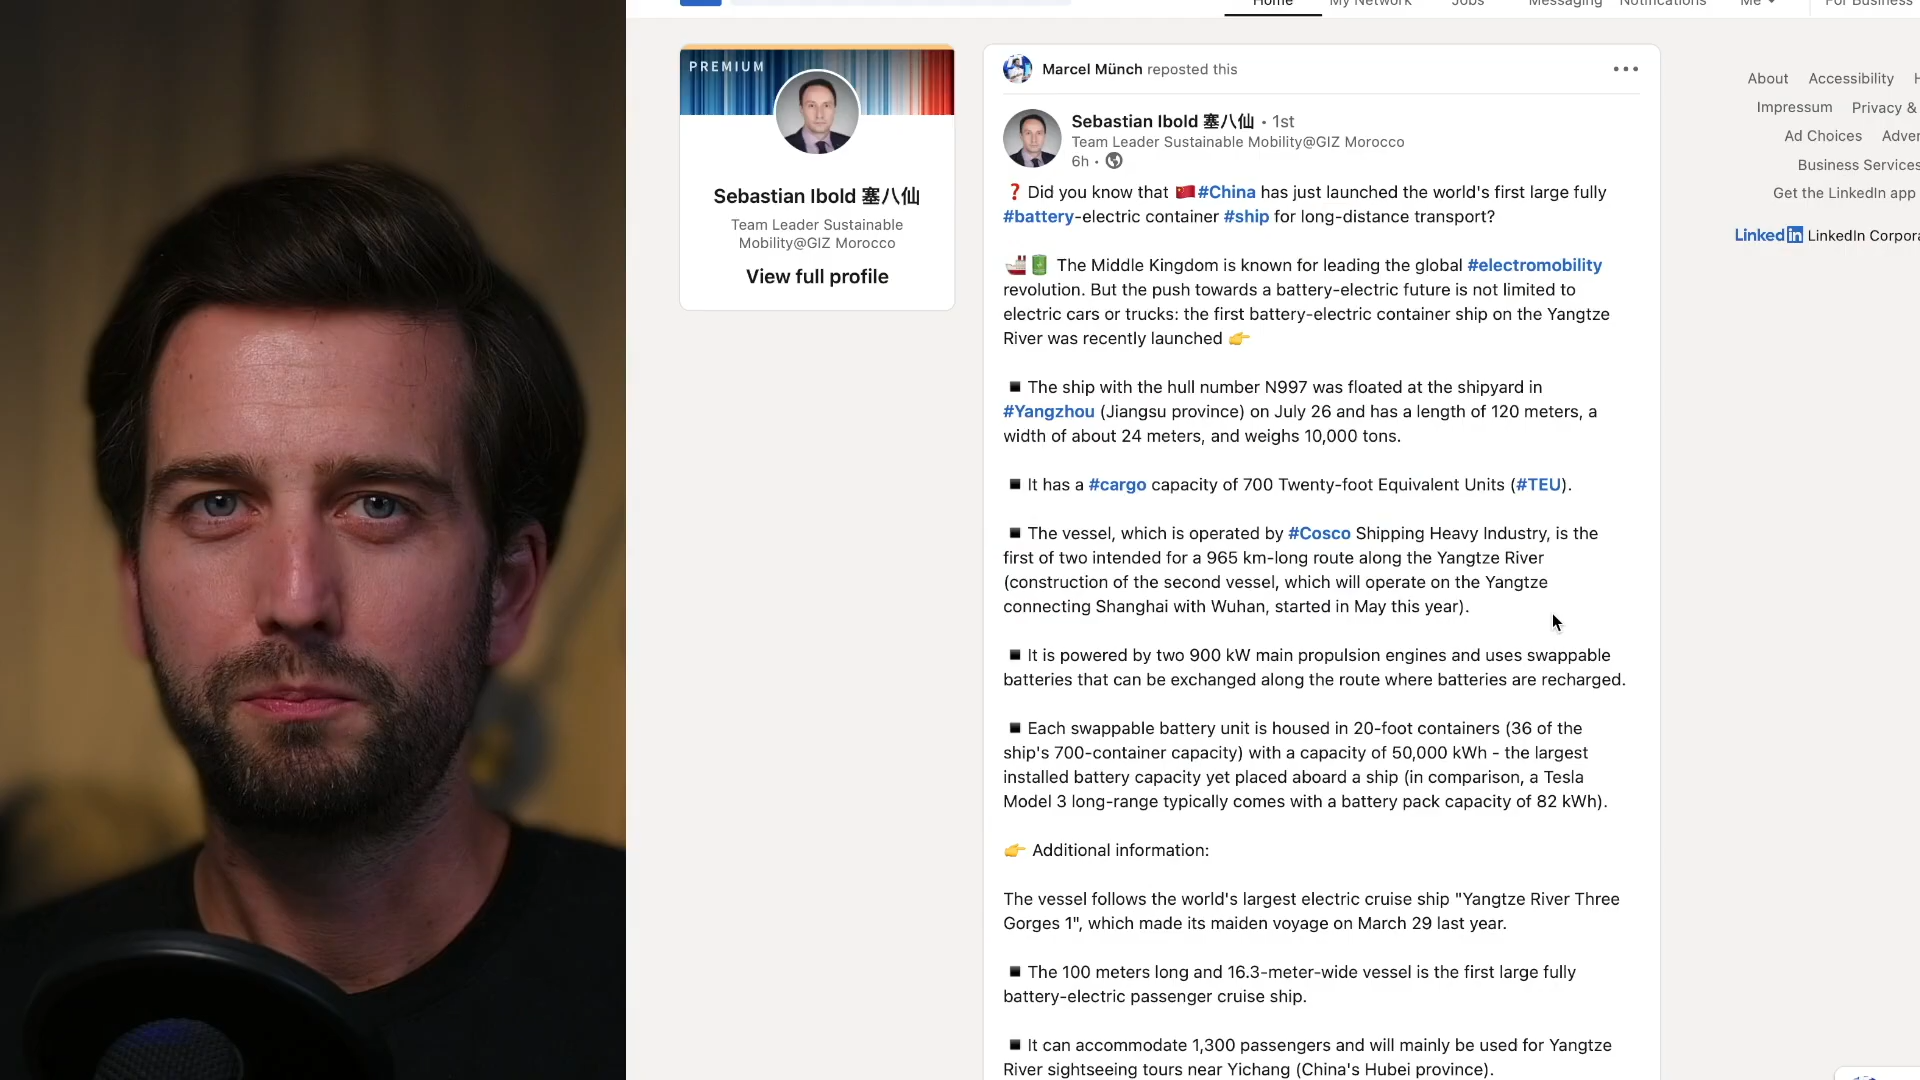 Home My Network Jobs Messaging Notifications Me For Business
PREMIUM
Sebastian Ibold 塞八仙
Team Leader Sustainable
Mobility@GIZ Morocco
View full profile
Marcel Münch reposted this
Sebastian Ibold 塞八仙 • 1st
Team Leader Sustainable Mobility@GIZ Morocco
6h •
❓ Did you know that 🇨🇳 #China has just launched the world's first large fully
#battery-electric container #ship for long-distance transport?
🚢🔋 The Middle Kingdom is known for leading the global #electromobility
revolution. But the push towards a battery-electric future is not limited to
electric cars or trucks: the first battery-electric container ship on the Yangtze
River was recently launched 👉
◾ The ship with the hull number N997 was floated at the shipyard in
#Yangzhou (Jiangsu province) on July 26 and has a length of 120 meters, a
width of about 24 meters, and weighs 10,000 tons.
◾ It has a #cargo capacity of 700 Twenty-foot Equivalent Units (#TEU).
◾ The vessel, which is operated by #Cosco Shipping Heavy Industry, is the
first of two intended for a 965 km-long route along the Yangtze River
(construction of the second vessel, which will operate on the Yangtze
connecting Shanghai with Wuhan, started in May this year).
◾ It is powered by two 900 kW main propulsion engines and uses swappable
batteries that can be exchanged along the route where batteries are recharged.
◾ Each swappable battery unit is housed in 20-foot containers (36 of the
ship's 700-container capacity) with a capacity of 50,000 kWh - the largest
installed battery capacity yet placed aboard a ship (in comparison, a Tesla
Model 3 long-range typically comes with a battery pack capacity of 82 kWh).
👉 Additional information:
The vessel follows the world's largest electric cruise ship "Yangtze River Three
Gorges 1", which made its maiden voyage on March 29 last year.
◾ The 100 meters long and 16.3-meter-wide vessel is the first large fully
battery-electric passenger cruise ship.
◾ It can accommodate 1,300 passengers and will mainly be used for Yangtze
River sightseeing tours near Yichang (China's Hubei province).
About Accessibility
Impressum Privacy &
Ad Choices
Business Services
Get the LinkedIn app
LinkedIn LinkedIn